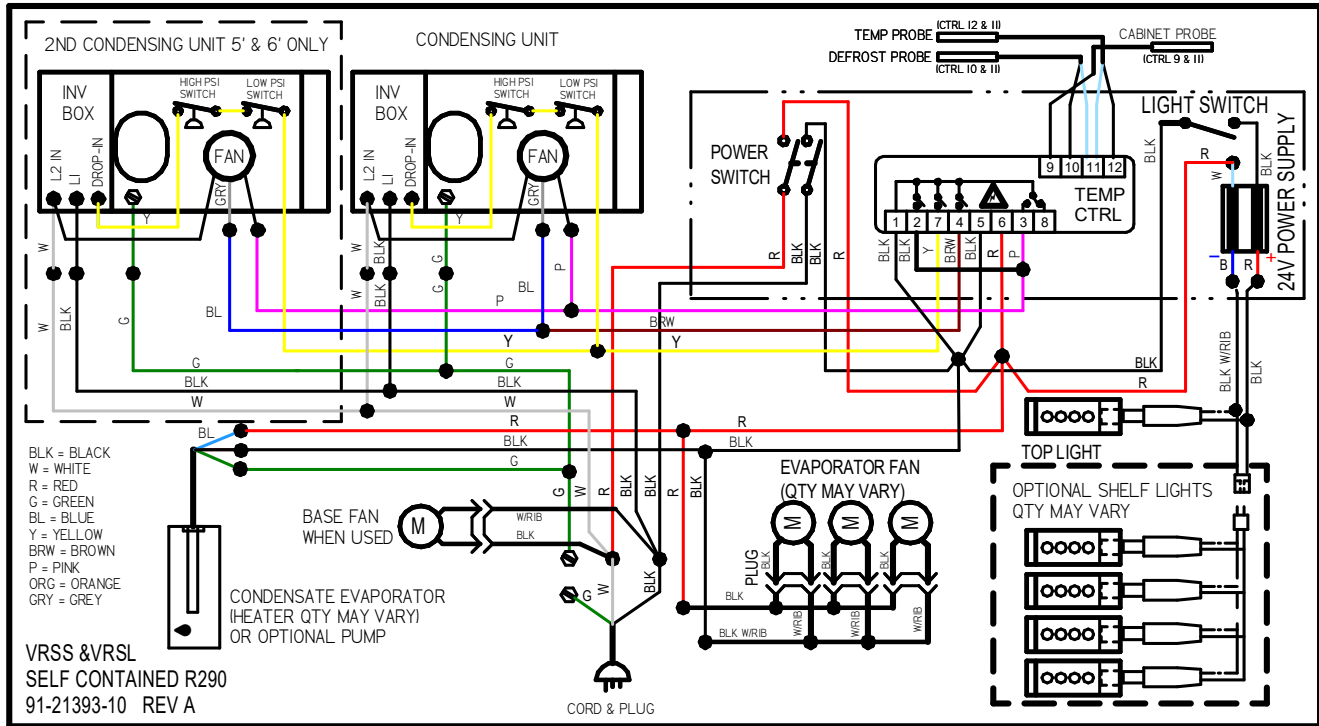 2ND CONDENSING UNIT 5' & 6' ONLY
INV
BOX
HIGH PSI
SWITCH
LOW PSI
SWITCH
FAN
L2 IN
L1
DROP-IN
GRY
Y
W
BLK
W
G
CONDENSING UNIT
INV
BOX
HIGH PSI
SWITCH
LOW PSI
SWITCH
FAN
L2 IN
L1
DROP-IN
GRY
Y
W
BLK
G
G
BL
P
P
BL
BRW
Y
Y
G
G
BLK
BLK
W
W
TEMP PROBE
(CTRL 12 & 11)
DEFROST PROBE
(CTRL 10 & 11)
CABINET PROBE
(CTRL 9 & 11)
POWER
SWITCH
R
BLK
BLK
R
9 10 11 12
TEMP
CTRL
1 2 7 4 5 6 3 8
BLK
BLK
Y
BRW
BLK
R
P
LIGHT SWITCH
BLK
BLK
R
W
24V POWER SUPPLY
−
+
B
R
BLK
R
BLK W/RIB
BLK
BL
R
R
BLK
BLK
G
G
W
R
BLK
BLK
R
BLK
BLK = BLACK
W = WHITE
R = RED
G = GREEN
BL = BLUE
Y = YELLOW
BRW = BROWN
P = PINK
ORG = ORANGE
GRY = GREY
CONDENSATE EVAPORATOR
(HEATER QTY MAY VARY)
OR OPTIONAL PUMP
BASE FAN
WHEN USED
M
W/RIB
BLK
G
W
BLK
CORD & PLUG
EVAPORATOR FAN
(QTY MAY VARY)
M
M
M
PLUG
BLK
BLK
BLK
BLK
W/RIB
W/RIB
W/RIB
BLK W/RIB
TOP LIGHT
OPTIONAL SHELF LIGHTS
QTY MAY VARY
VRSS &VRSL
SELF CONTAINED R290
91-21393-10 REV A